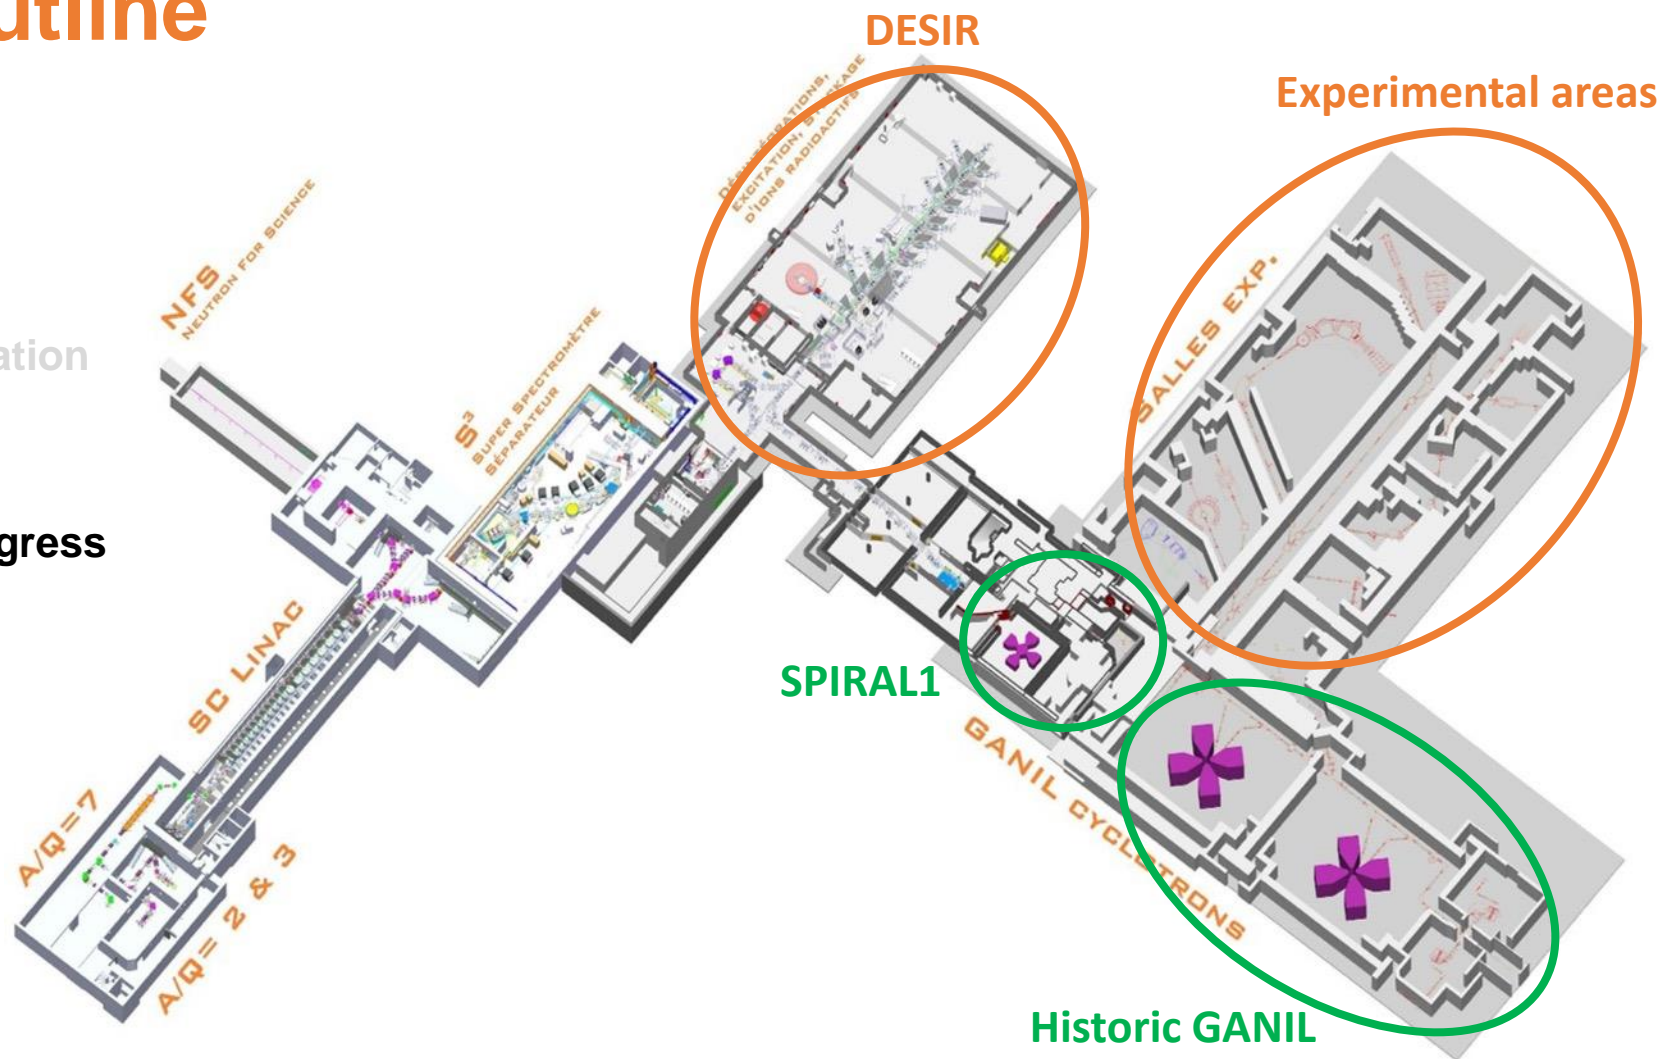 utline
DESIR
Experimental areas
DÉSINTÉGRATIONS,
EXCITATION, STOCKAGE
D'IONS RADIOACTIFS
NFS
NEUTRON FOR SCIENCE
ation
S³
SUPER SPECTROMÈTRE
SÉPARATEUR
SALLES EXP.
gress
SC LINAC
SPIRAL1
GANIL CYCLOTRONS
A/Q=7
A/Q= 2 & 3
Historic GANIL